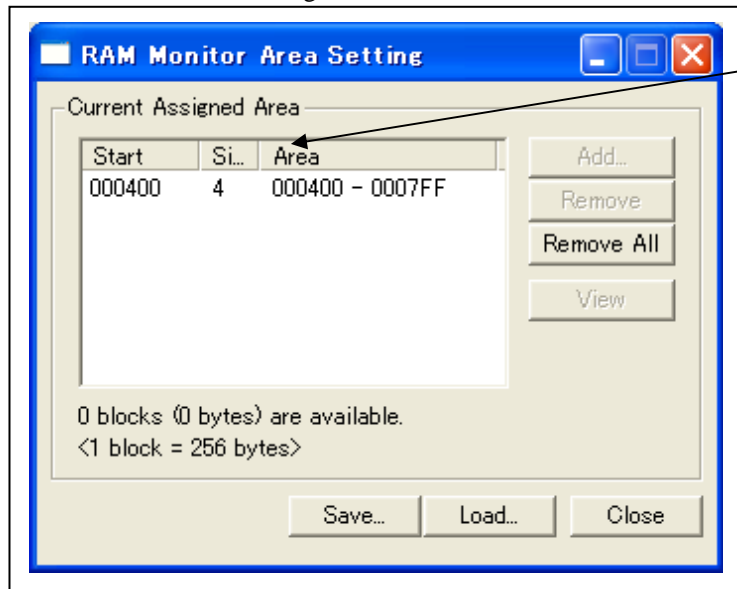 RAM Monitor Area Setting
Current Assigned Area
Start Si... Area
000400 4 000400 - 0007FF
Add...
Remove
Remove All
View
0 blocks (0 bytes) are available.
<1 block = 256 bytes>
Save... Load... Close